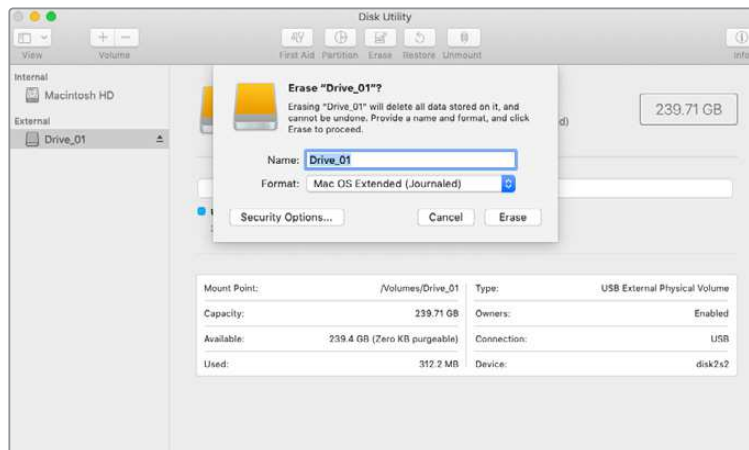 Disk Utility
View
Volume
First Aid Partition Erase Restore Unmount
Info
Internal
Macintosh HD
External
Drive_01
Erase “Drive_01”?
Erasing “Drive_01” will delete all data stored on it, and
cannot be undone. Provide a name and format, and click
Erase to proceed.
Name: Drive_01
Format: Mac OS Extended (Journaled)
Security Options... Cancel Erase
d)
239.71 GB
Mount Point: /Volumes/Drive_01 Type: USB External Physical Volume
Capacity: 239.71 GB Owners: Enabled
Available: 239.4 GB (Zero KB purgeable) Connection: USB
Used: 312.2 MB Device: disk2s2